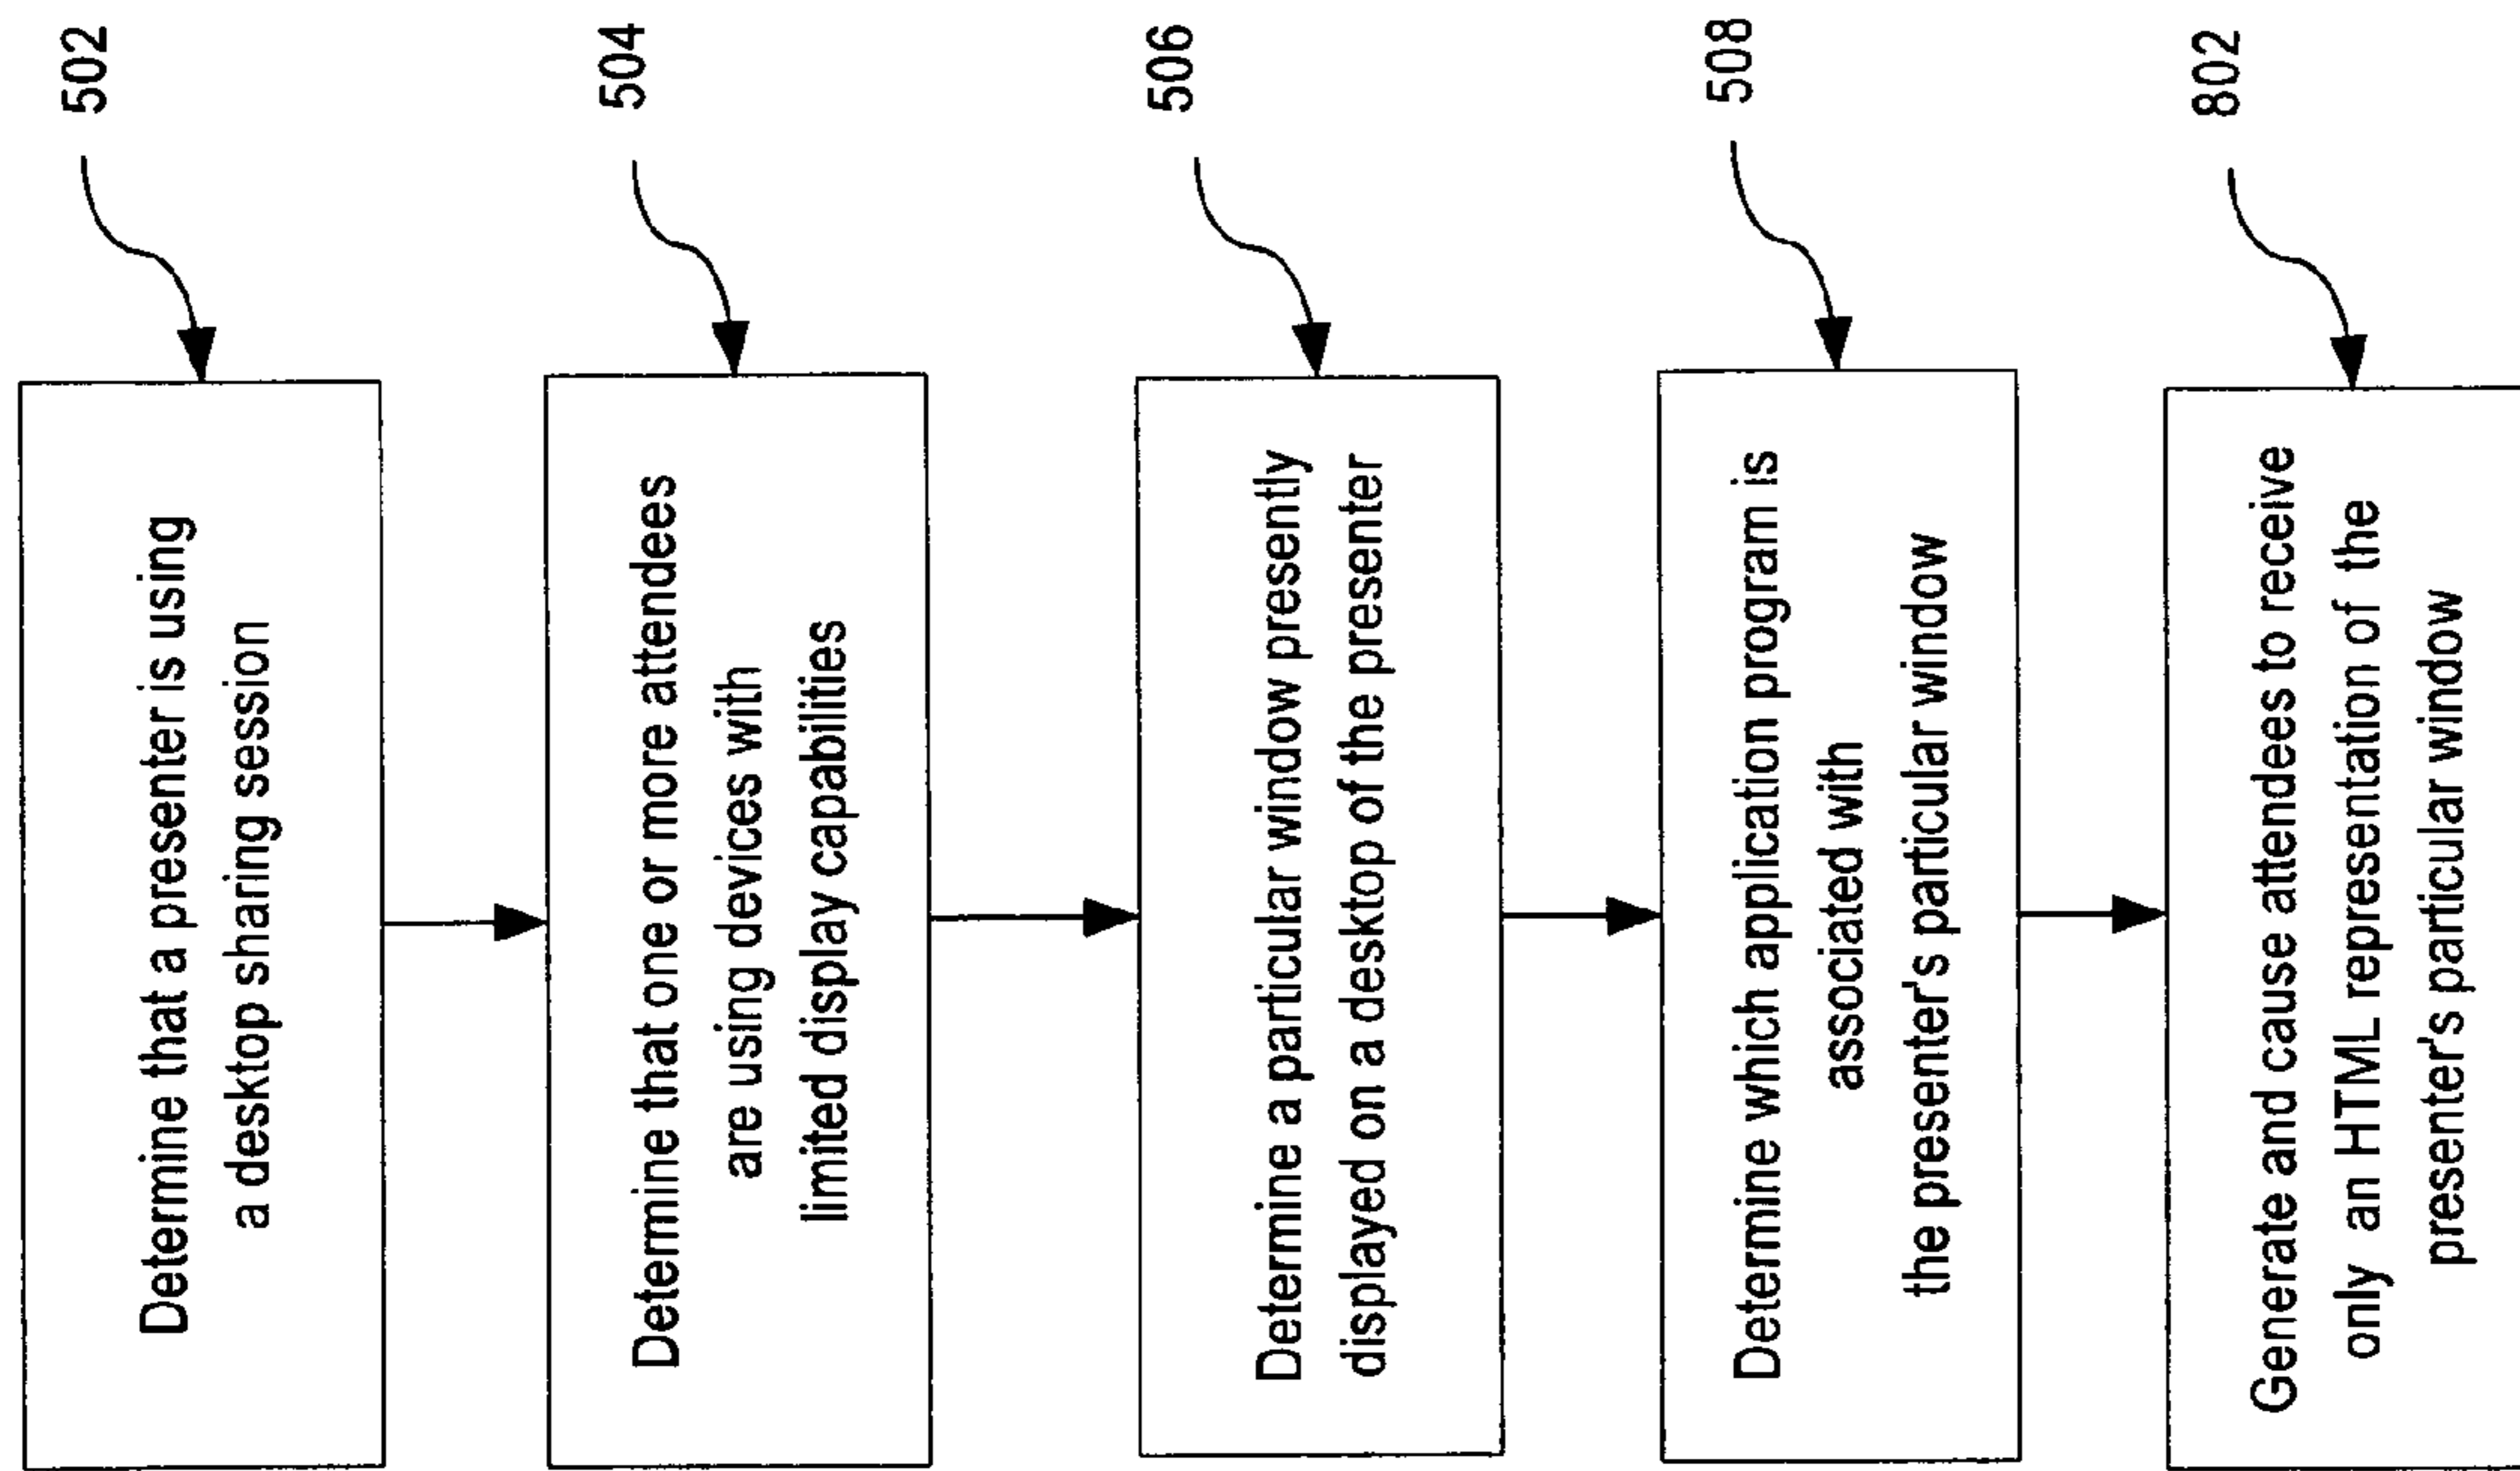 502
Determine that a presenter is using
a desktop sharing session
504
Determine that one or more attendees
are using devices with
limited display capabilities
506
Determine a particular window presently
displayed on a desktop of the presenter
508
Determine which application program is
associated with
the presenter's particular window
802
Generate and cause attendees to receive
only an HTML representation of the
presenter's particular window